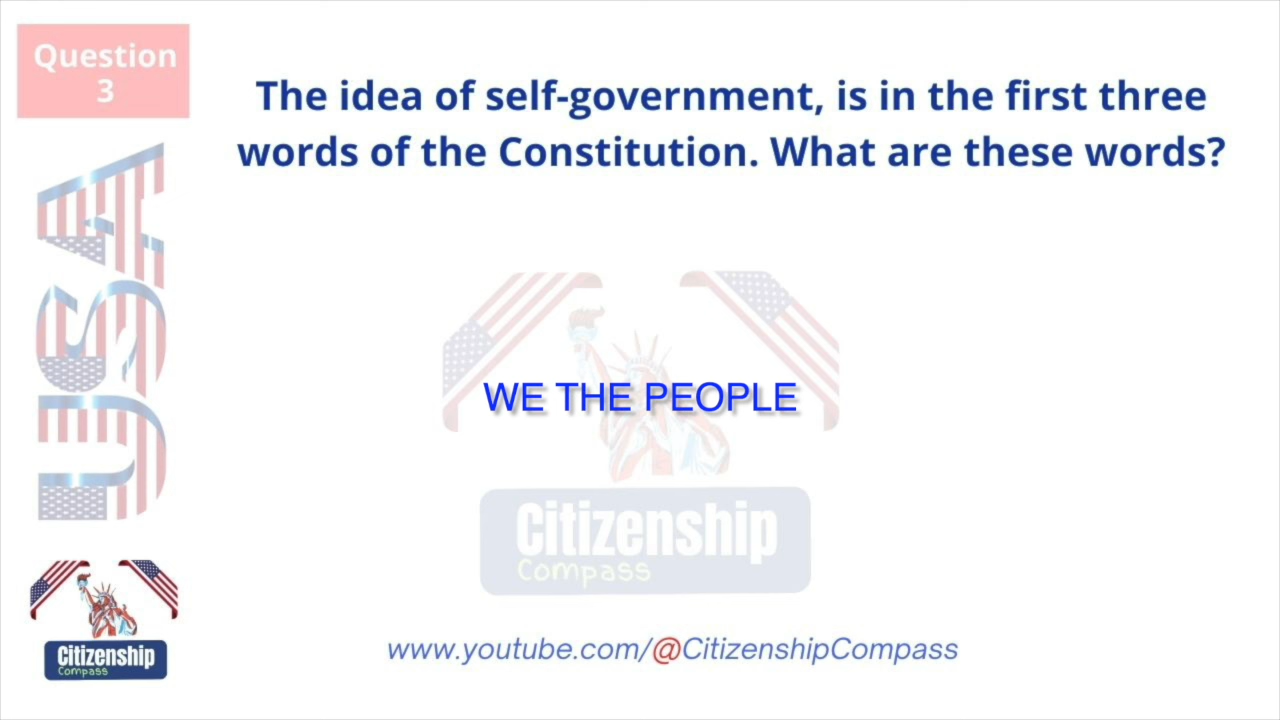 Question
3
The idea of self-government, is in the first three
words of the Constitution. What are these words?
USA
WE THE PEOPLE
Citizenship
Compass
Citizenship
Compass
www.youtube.com/@CitizenshipCompass